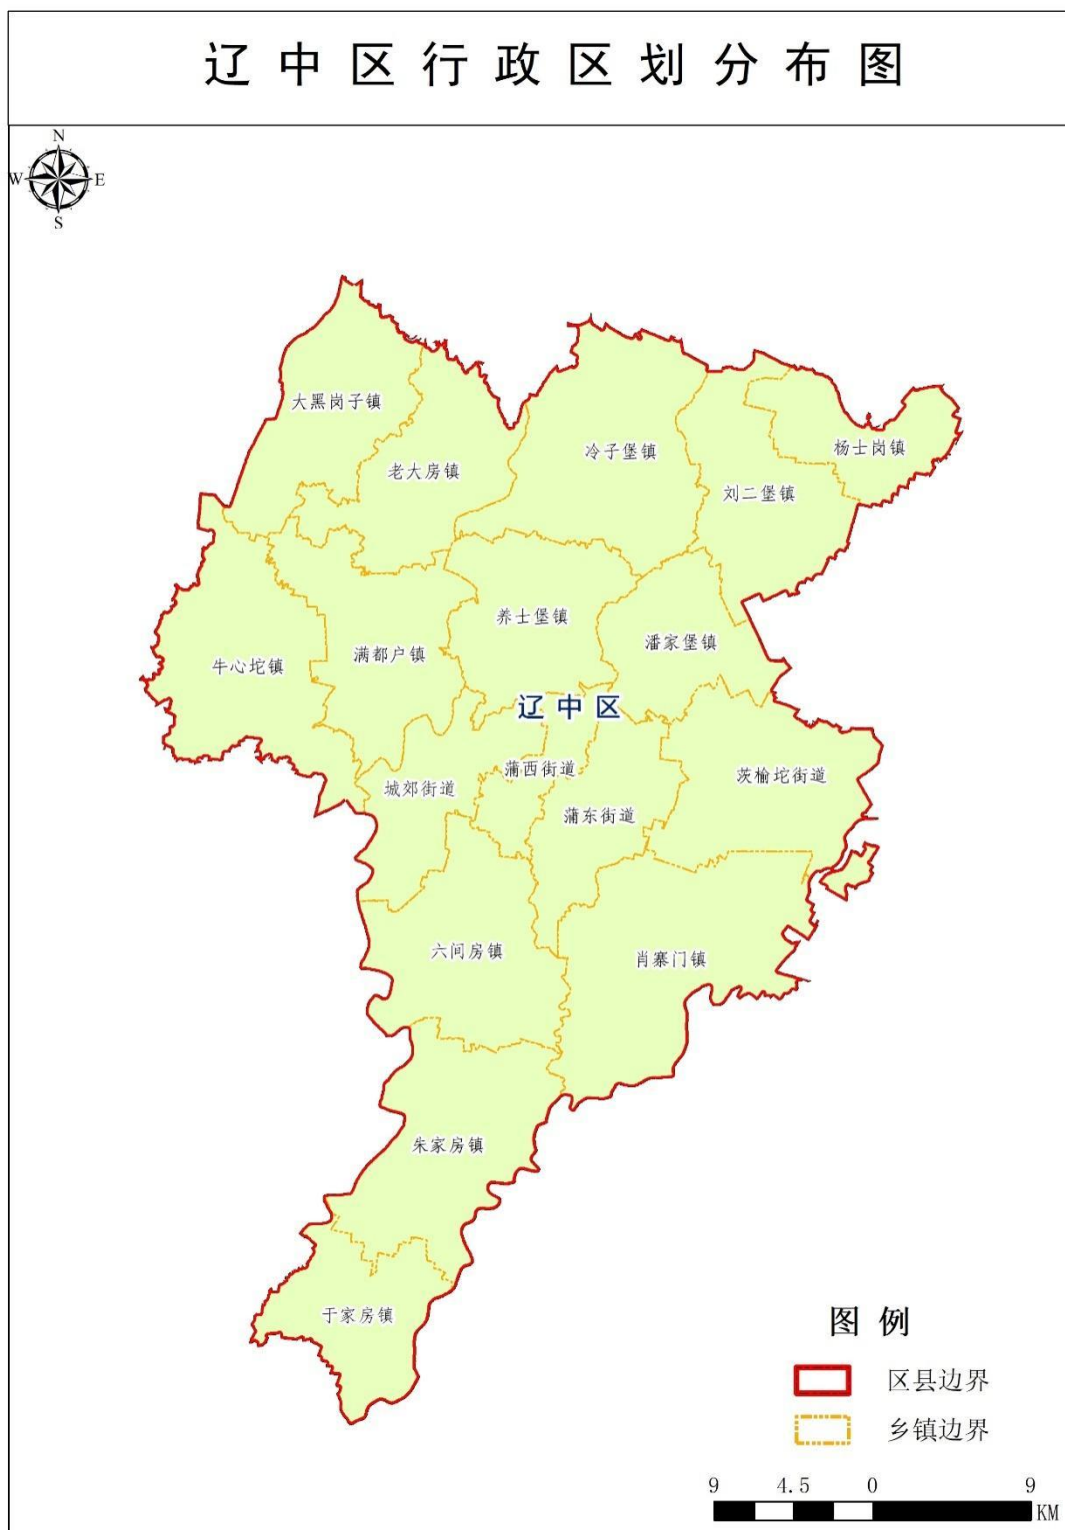 辽中区行政区划分布图
N
W E
S
大黑岗子镇
杨士岗镇
冷子堡镇
老大房镇
刘二堡镇
养士堡镇
潘家堡镇
满都户镇
牛心坨镇
辽中区
蒲西街道
茨榆坨街道
城郊街道
蒲东街道
六间房镇
肖寨门镇
朱家房镇
于家房镇
图例
区县边界
乡镇边界
9 4.5 0 9
KM